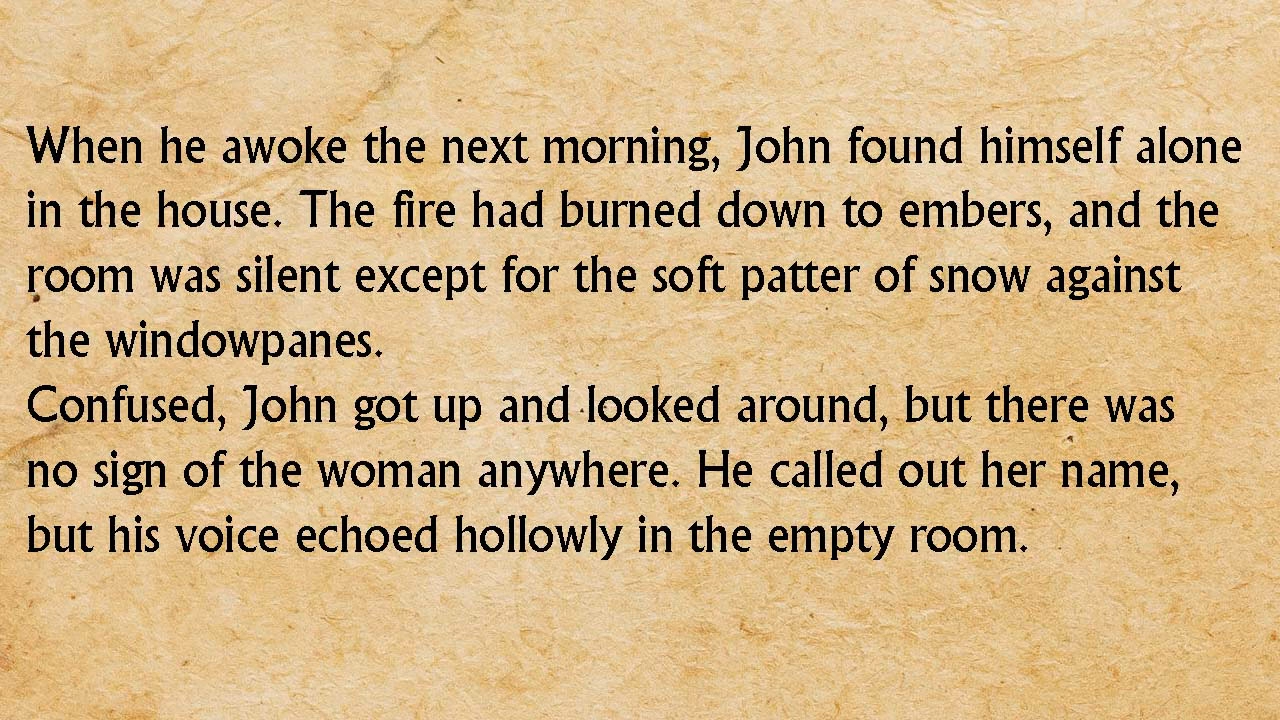 When he awoke the next morning, John found himself alone
in the house. The fire had burned down to embers, and the
room was silent except for the soft patter of snow against
the windowpanes.
Confused, John got up and looked around, but there was
no sign of the woman anywhere. He called out her name,
but his voice echoed hollowly in the empty room.